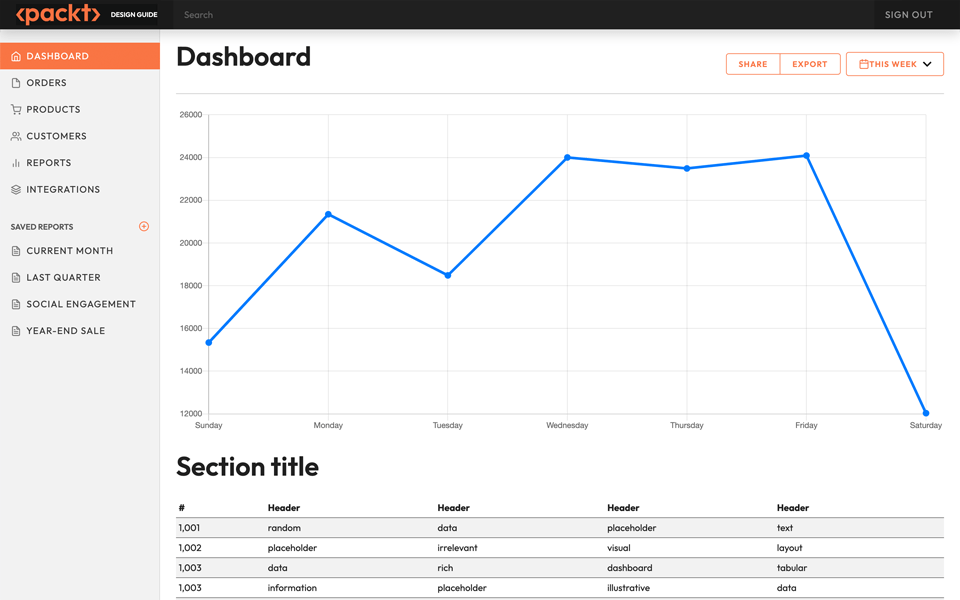 <packt> DESIGN GUIDE Search SIGN OUT
DASHBOARD
ORDERS
PRODUCTS
CUSTOMERS
REPORTS
INTEGRATIONS
SAVED REPORTS
CURRENT MONTH
LAST QUARTER
SOCIAL ENGAGEMENT
YEAR-END SALE
Dashboard
SHARE EXPORT THIS WEEK
26000
24000
22000
20000
18000
16000
14000
12000
Sunday Monday Tuesday Wednesday Thursday Friday Saturday
Section title
# Header Header Header Header
1,001 random data placeholder text
1,002 placeholder irrelevant visual layout
1,003 data rich dashboard tabular
1,003 information placeholder illustrative data